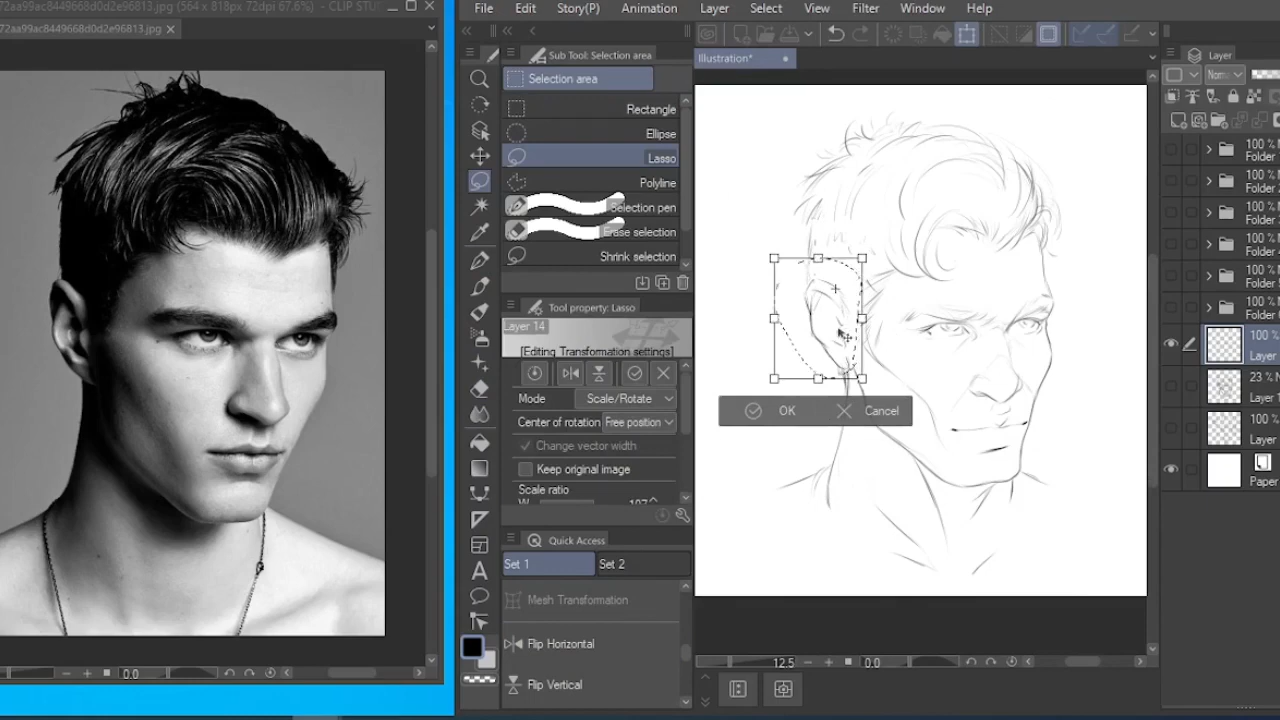 72aa99ac8449668d0d2e96813.jpg (564 x 818px 72dpi 67.6%) - CLIP STU
72aa99ac8449668d0d2e96813.jpg
0.0
File Edit Story(P) Animation Layer Select View Filter Window Help
Sub Tool: Selection area
Selection area
Rectangle
Ellipse
Lasso
Polyline
Selection pen
Erase selection
Shrink selection
Tool property: Lasso
Layer 14
[Editing Transformation settings]
Mode Scale/Rotate
Center of rotation Free position
Change vector width
Keep original image
Scale ratio
Quick Access
Set 1 Set 2
Mesh Transformation
Flip Horizontal
Flip Vertical
Illustration*
OK Cancel
12.5 0.0
Layer
Norm
100 %
Folder
100 %
Folder
100 %
Folder
100 %
Folder
100 %
Folder
100 %
Folder
100 %
Layer
23 % N
Layer 1
100 %
Layer
Paper